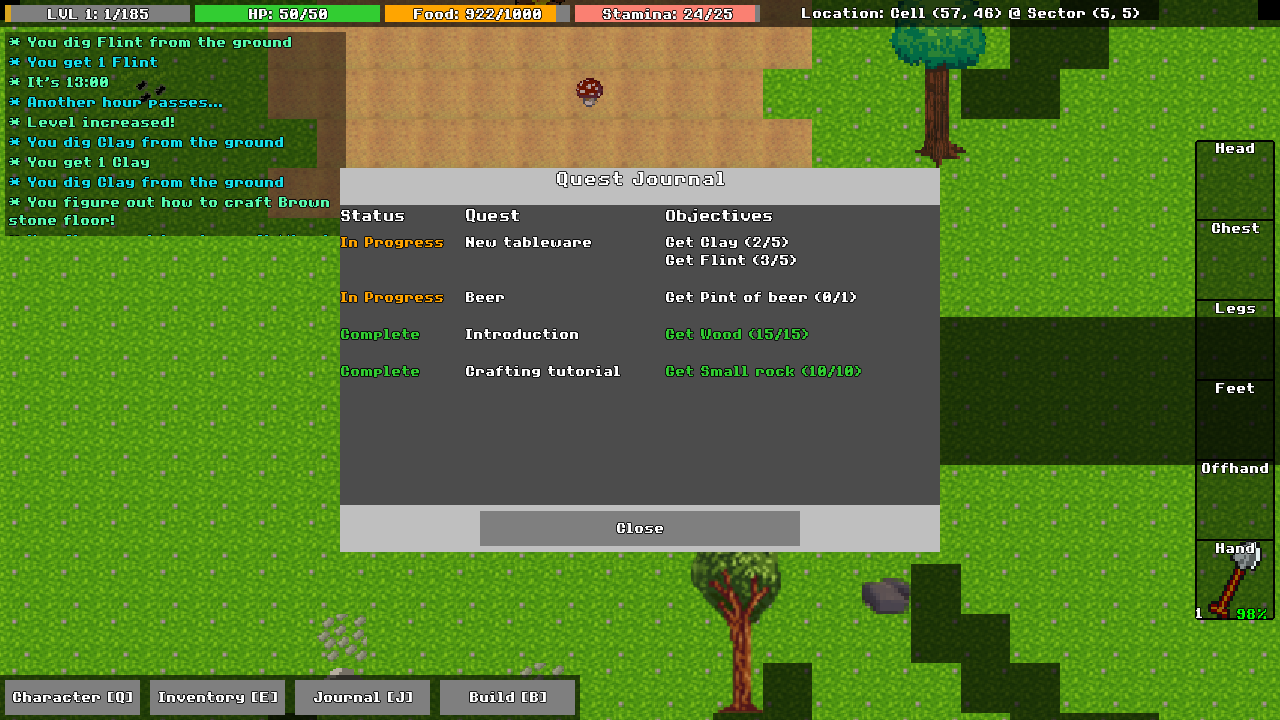 LVL 1: 1/185 HP: 50/50 Food: 922/1000 Stamina: 24/25 Location: Cell (57, 46) @ Sector (5, 5)
* You dig Flint from the ground
* You get 1 Flint
* It's 13:00
* Another hour passes...
* Level increased!
* You dig Clay from the ground
* You get 1 Clay
* You dig Clay from the ground
* You figure out how to craft Brown
stone floor!
Quest Journal
Status Quest Objectives
In Progress New tableware Get Clay (2/5)
Get Flint (3/5)
In Progress Beer Get Pint of beer (0/1)
Complete Introduction Get Wood (15/15)
Complete Crafting tutorial Get Small rock (10/10)
Close
Head
Chest
Legs
Feet
Offhand
Hand
1 98%
Character [Q] Inventory [E] Journal [J] Build [B]